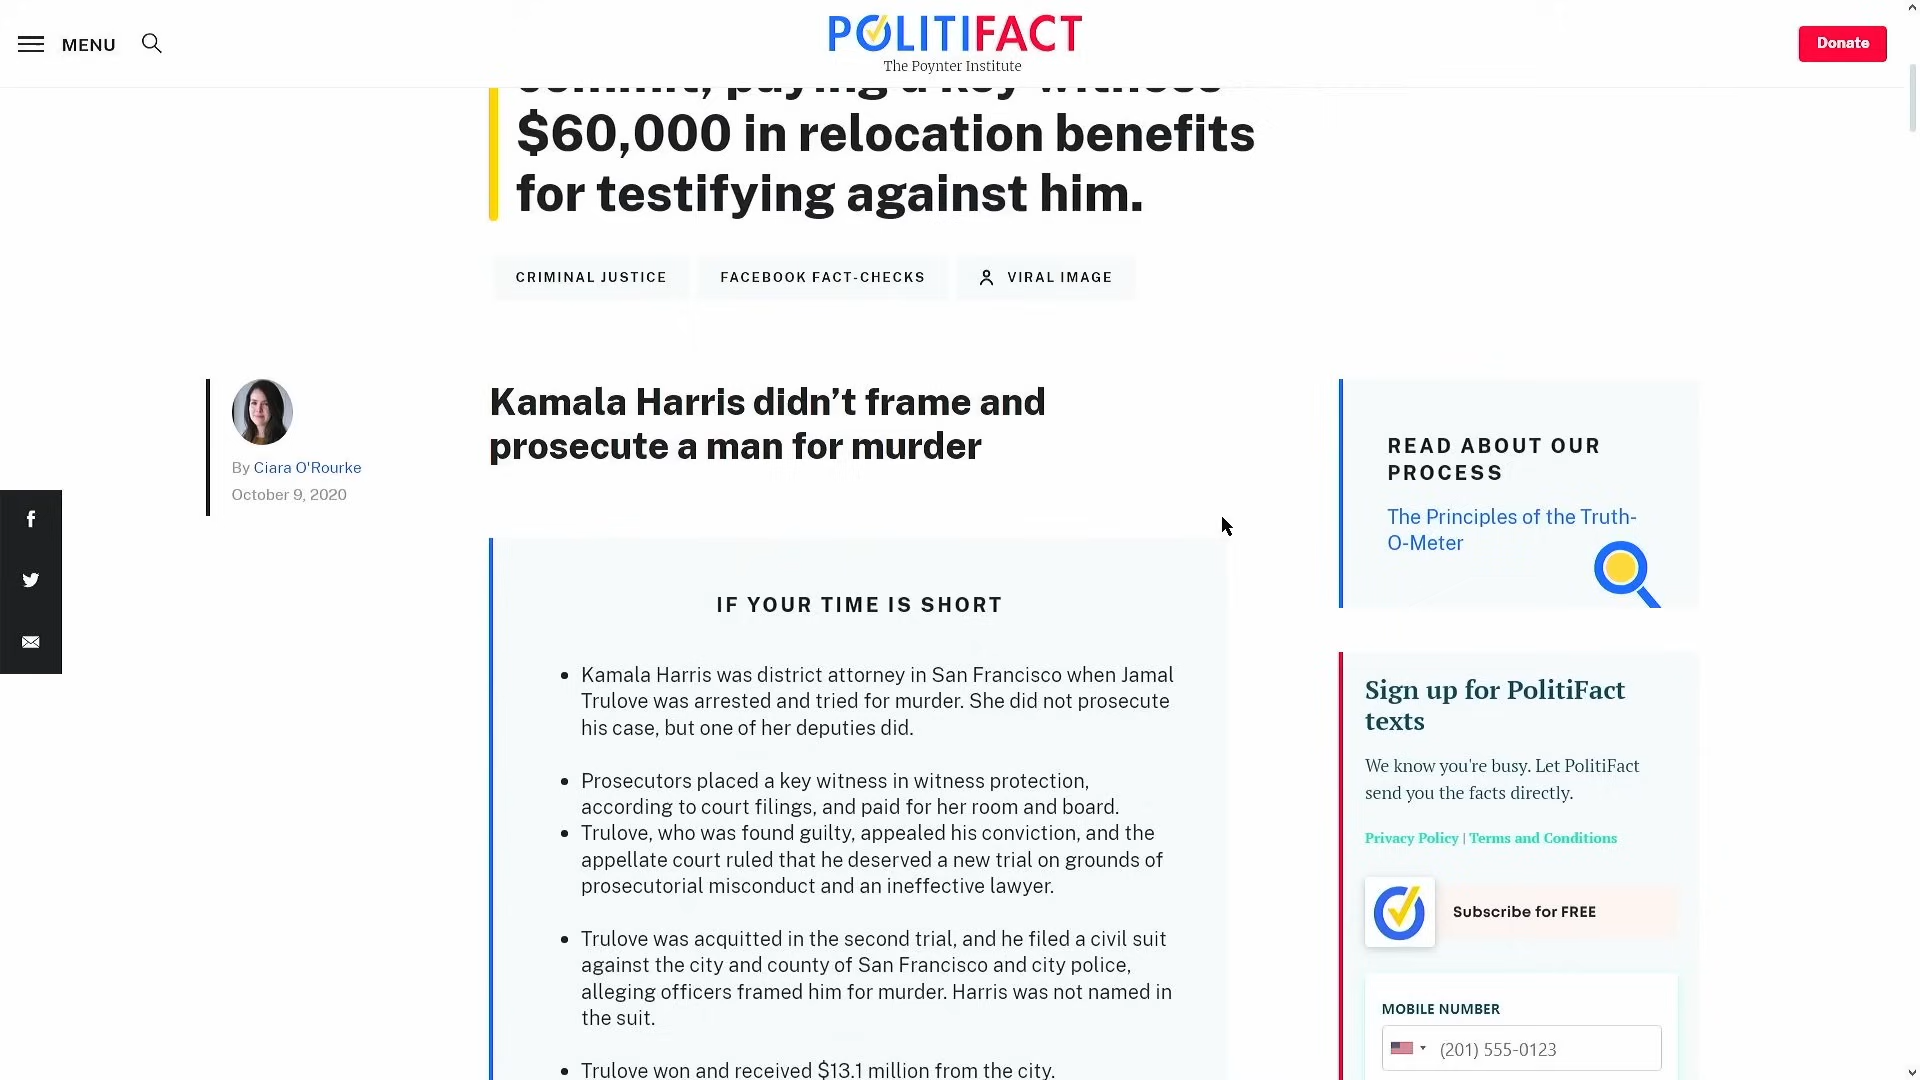 MENU
POLITIFACT
The Poynter Institute
Donate
$60,000 in relocation benefits
for testifying against him.
CRIMINAL JUSTICE
FACEBOOK FACT-CHECKS
VIRAL IMAGE
By Ciara O'Rourke
October 9, 2020
Kamala Harris didn’t frame and
prosecute a man for murder
IF YOUR TIME IS SHORT
• Kamala Harris was district attorney in San Francisco when Jamal
Trulove was arrested and tried for murder. She did not prosecute
his case, but one of her deputies did.
• Prosecutors placed a key witness in witness protection,
according to court filings, and paid for her room and board.
• Trulove, who was found guilty, appealed his conviction, and the
appellate court ruled that he deserved a new trial on grounds of
prosecutorial misconduct and an ineffective lawyer.
• Trulove was acquitted in the second trial, and he filed a civil suit
against the city and county of San Francisco and city police,
alleging officers framed him for murder. Harris was not named in
the suit.
• Trulove won and received $13.1 million from the city.
READ ABOUT OUR
PROCESS
The Principles of the Truth-
O-Meter
Sign up for PolitiFact
texts
We know you're busy. Let PolitiFact
send you the facts directly.
Privacy Policy | Terms and Conditions
Subscribe for FREE
MOBILE NUMBER
(201) 555-0123